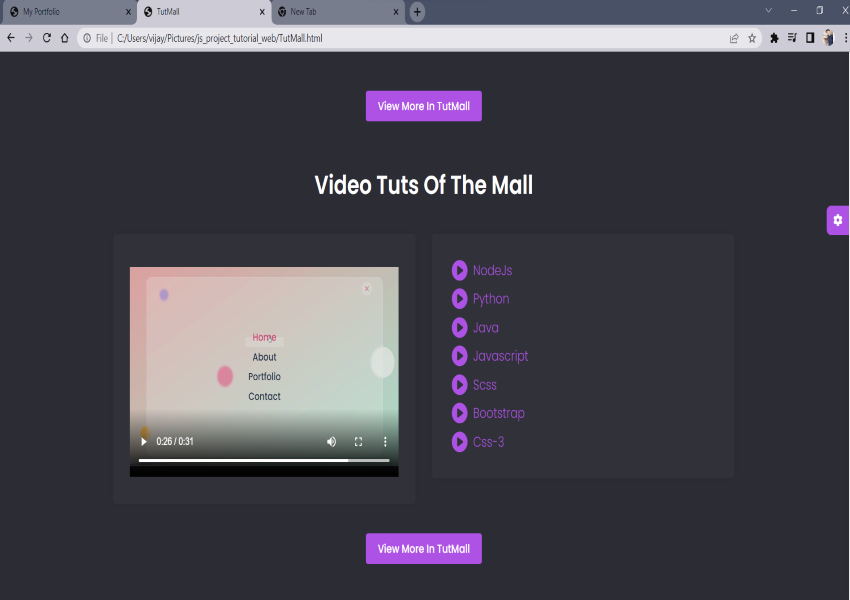 My Portfolio
TutMall
New Tab
File | C:/Users/vijay/Pictures/js_project_tutorial_web/TutMall.html
View More In TutMall
Video Tuts Of The Mall
Home
About
Portfolio
Contact
0:26 / 0:31
NodeJs
Python
Java
Javascript
Scss
Bootstrap
Css-3
View More In TutMall